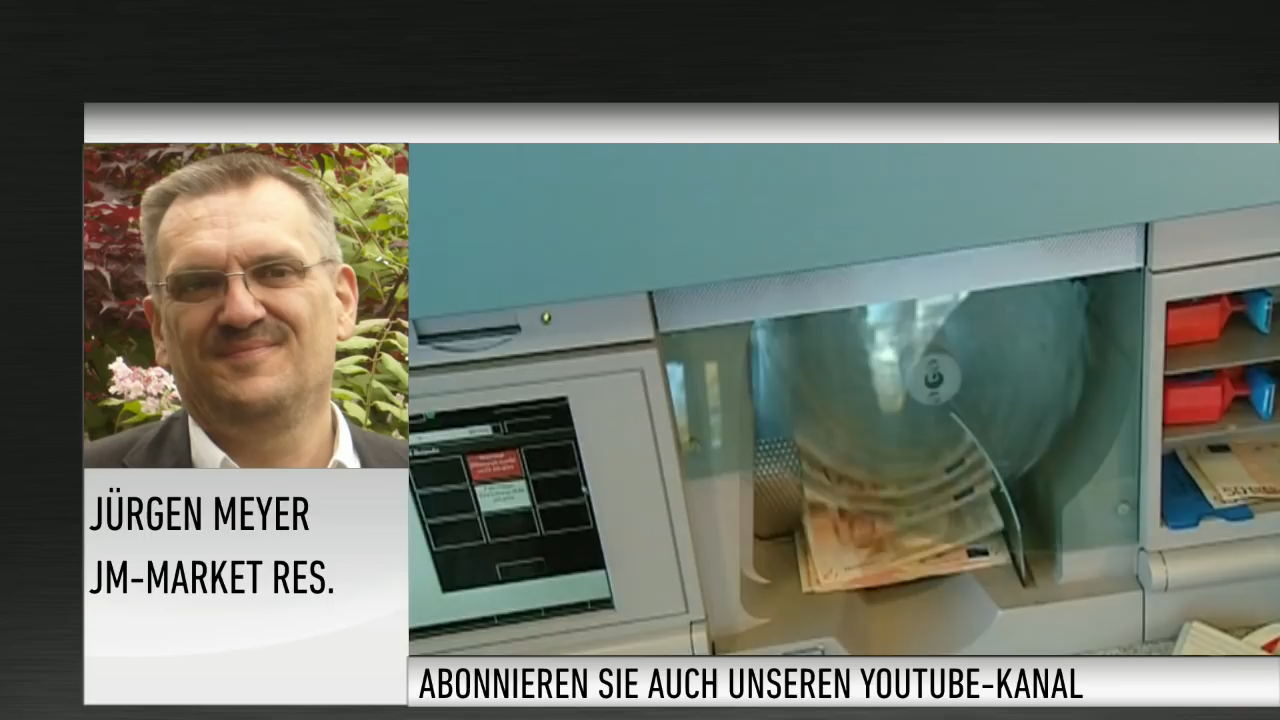 JÜRGEN MEYER
JM-MARKET RES.
ABONNIEREN SIE AUCH UNSEREN YOUTUBE-KANAL